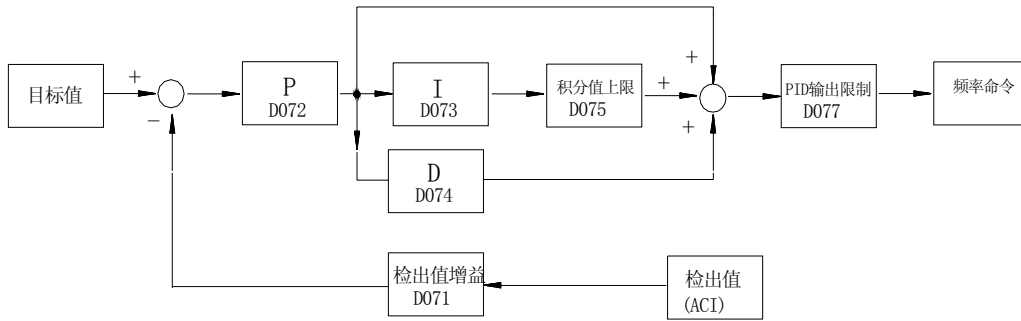 目标值
+
−
P
D072
I
D073
积分值上限
D075
+
+
+
PID输出限制
D077
频率命令
D
D074
检出值增益
D071
检出值
(ACI)